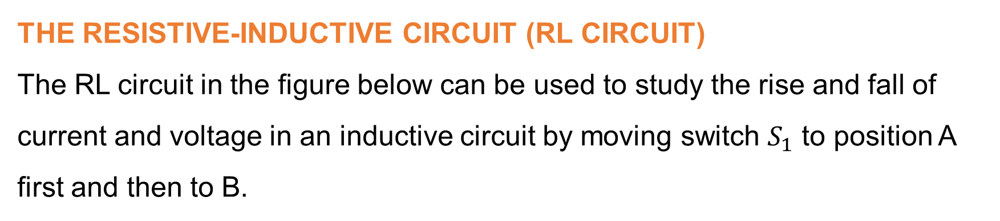 THE RESISTIVE-INDUCTIVE CIRCUIT (RL CIRCUIT)
The RL circuit in the figure below can be used to study the rise and fall of
current and voltage in an inductive circuit by moving switch S₁ to position A
first and then to B.